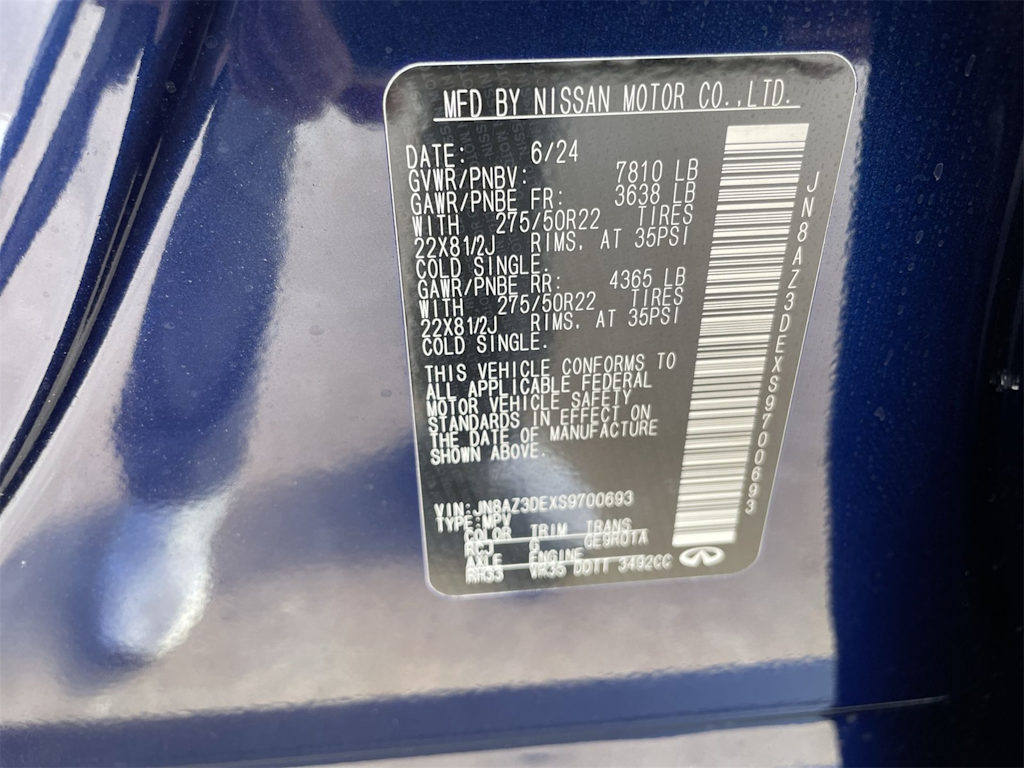 MFD BY NISSAN MOTOR CO.,LTD.
DATE: 6/24
GVWR/PNBV: 7810 LB
GAWR/PNBE FR: 3638 LB
WITH 275/50R22 TIRES
22X81/2J RIMS. AT 35PSI
COLD SINGLE.
GAWR/PNBE RR: 4365 LB
WITH 275/50R22 TIRES
22X81/2J RIMS. AT 35PSI
COLD SINGLE.
THIS VEHICLE CONFORMS TO
ALL APPLICABLE FEDERAL
MOTOR VEHICLE SAFETY
STANDARDS IN EFFECT ON
THE DATE OF MANUFACTURE
SHOWN ABOVE.
VIN:JN8AZ3DEXS9700693
TYPE:MPV
COLOR TRIM TRANS
RCJ G GE9R01A
AXLE ENGINE
RH53 VR35 DDTT 3492CC
JN8AZ3DEXS9700693